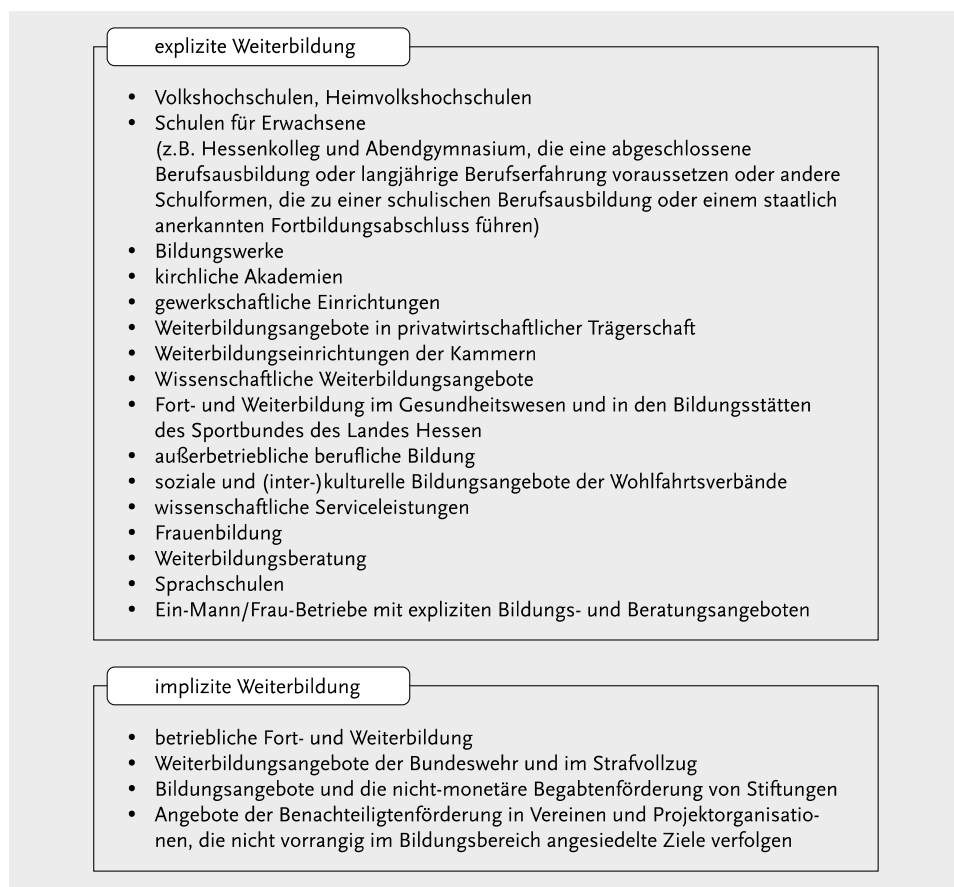 explizite Weiterbildung
• Volkshochschulen, Heimvolkshochschulen
• Schulen für Erwachsene
(z.B. Hessenkolleg und Abendgymnasium, die eine abgeschlossene
Berufsausbildung oder langjährige Berufserfahrung voraussetzen oder andere
Schulformen, die zu einer schulischen Berufsausbildung oder einem staatlich
anerkannten Fortbildungsabschluss führen)
• Bildungswerke
• kirchliche Akademien
• gewerkschaftliche Einrichtungen
• Weiterbildungsangebote in privatwirtschaftlicher Trägerschaft
• Weiterbildungseinrichtungen der Kammern
• Wissenschaftliche Weiterbildungsangebote
• Fort- und Weiterbildung im Gesundheitswesen und in den Bildungsstätten
des Sportbundes des Landes Hessen
• außerbetriebliche berufliche Bildung
• soziale und (inter-)kulturelle Bildungsangebote der Wohlfahrtsverbände
• wissenschaftliche Serviceleistungen
• Frauenbildung
• Weiterbildungsberatung
• Sprachschulen
• Ein-Mann/Frau-Betriebe mit expliziten Bildungs- und Beratungsangeboten
implizite Weiterbildung
• betriebliche Fort- und Weiterbildung
• Weiterbildungsangebote der Bundeswehr und im Strafvollzug
• Bildungsangebote und die nicht-monetäre Begabtenförderung von Stiftungen
• Angebote der Benachteiligtenförderung in Vereinen und Projektorganisatio-
nen, die nicht vorrangig im Bildungsbereich angesiedelte Ziele verfolgen